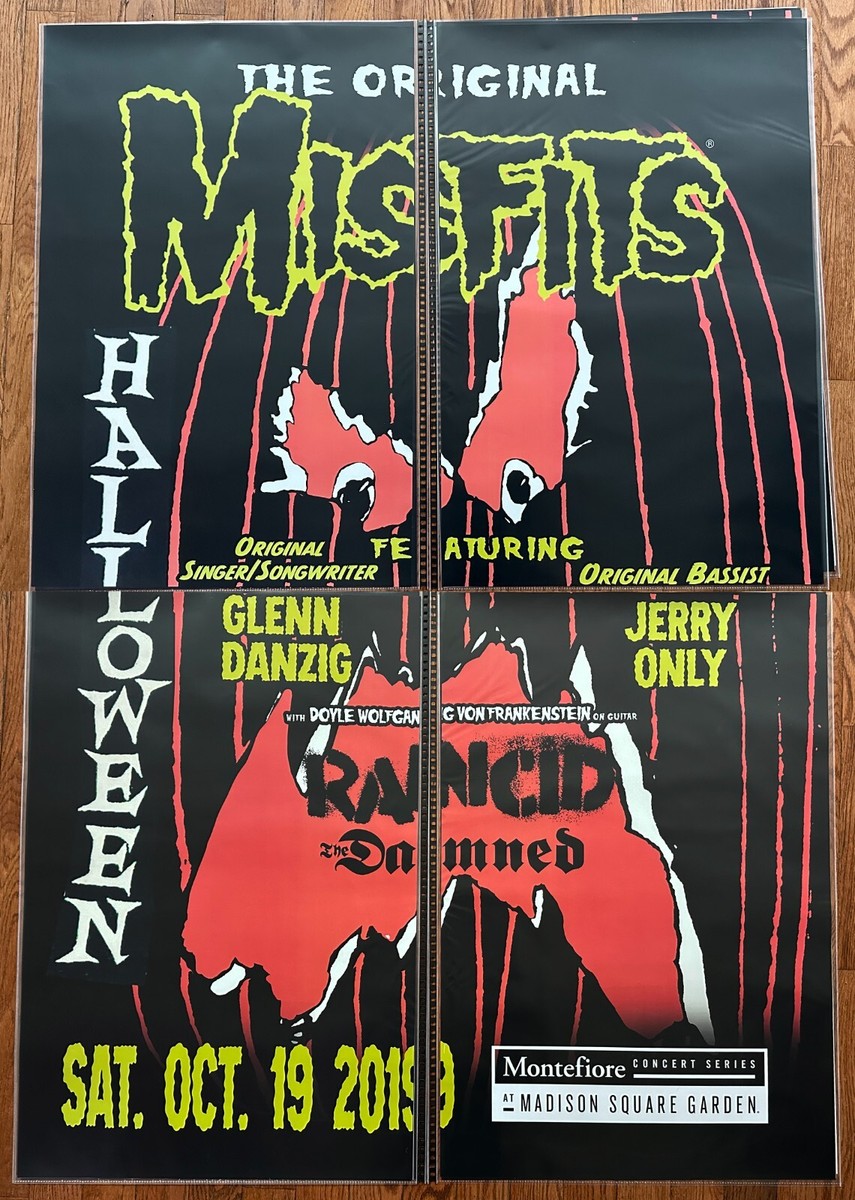 THE ORIGINAL
MISFITS®
HALLOWEEN
FEATURING
ORIGINAL
SINGER/SONGWRITER
GLENN
DANZIG
ORIGINAL BASSIST
JERRY
ONLY
WITH DOYLE WOLFGANG VON FRANKENSTEIN ON GUITAR
RANCID
The Damned
SAT. OCT. 19 2019
Montefiore CONCERT SERIES
AT MADISON SQUARE GARDEN.